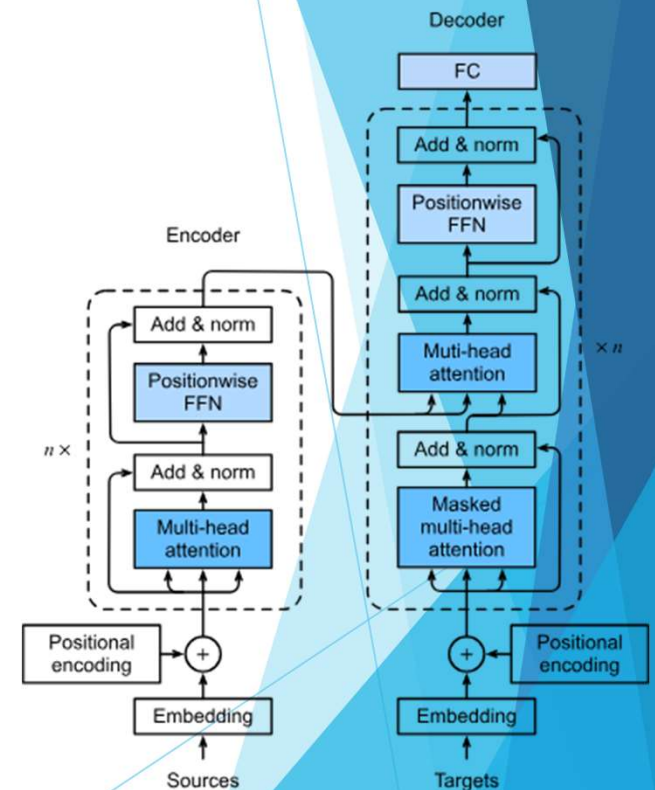 Decoder
FC
Add & norm
Positionwise
FFN
Add & norm
Muti-head
attention
× n
Add & norm
Masked
multi-head
attention
Positional
encoding
+
Embedding
Targets
Encoder
Add & norm
Positionwise
FFN
n ×
Add & norm
Multi-head
attention
Positional
encoding
+
Embedding
Sources